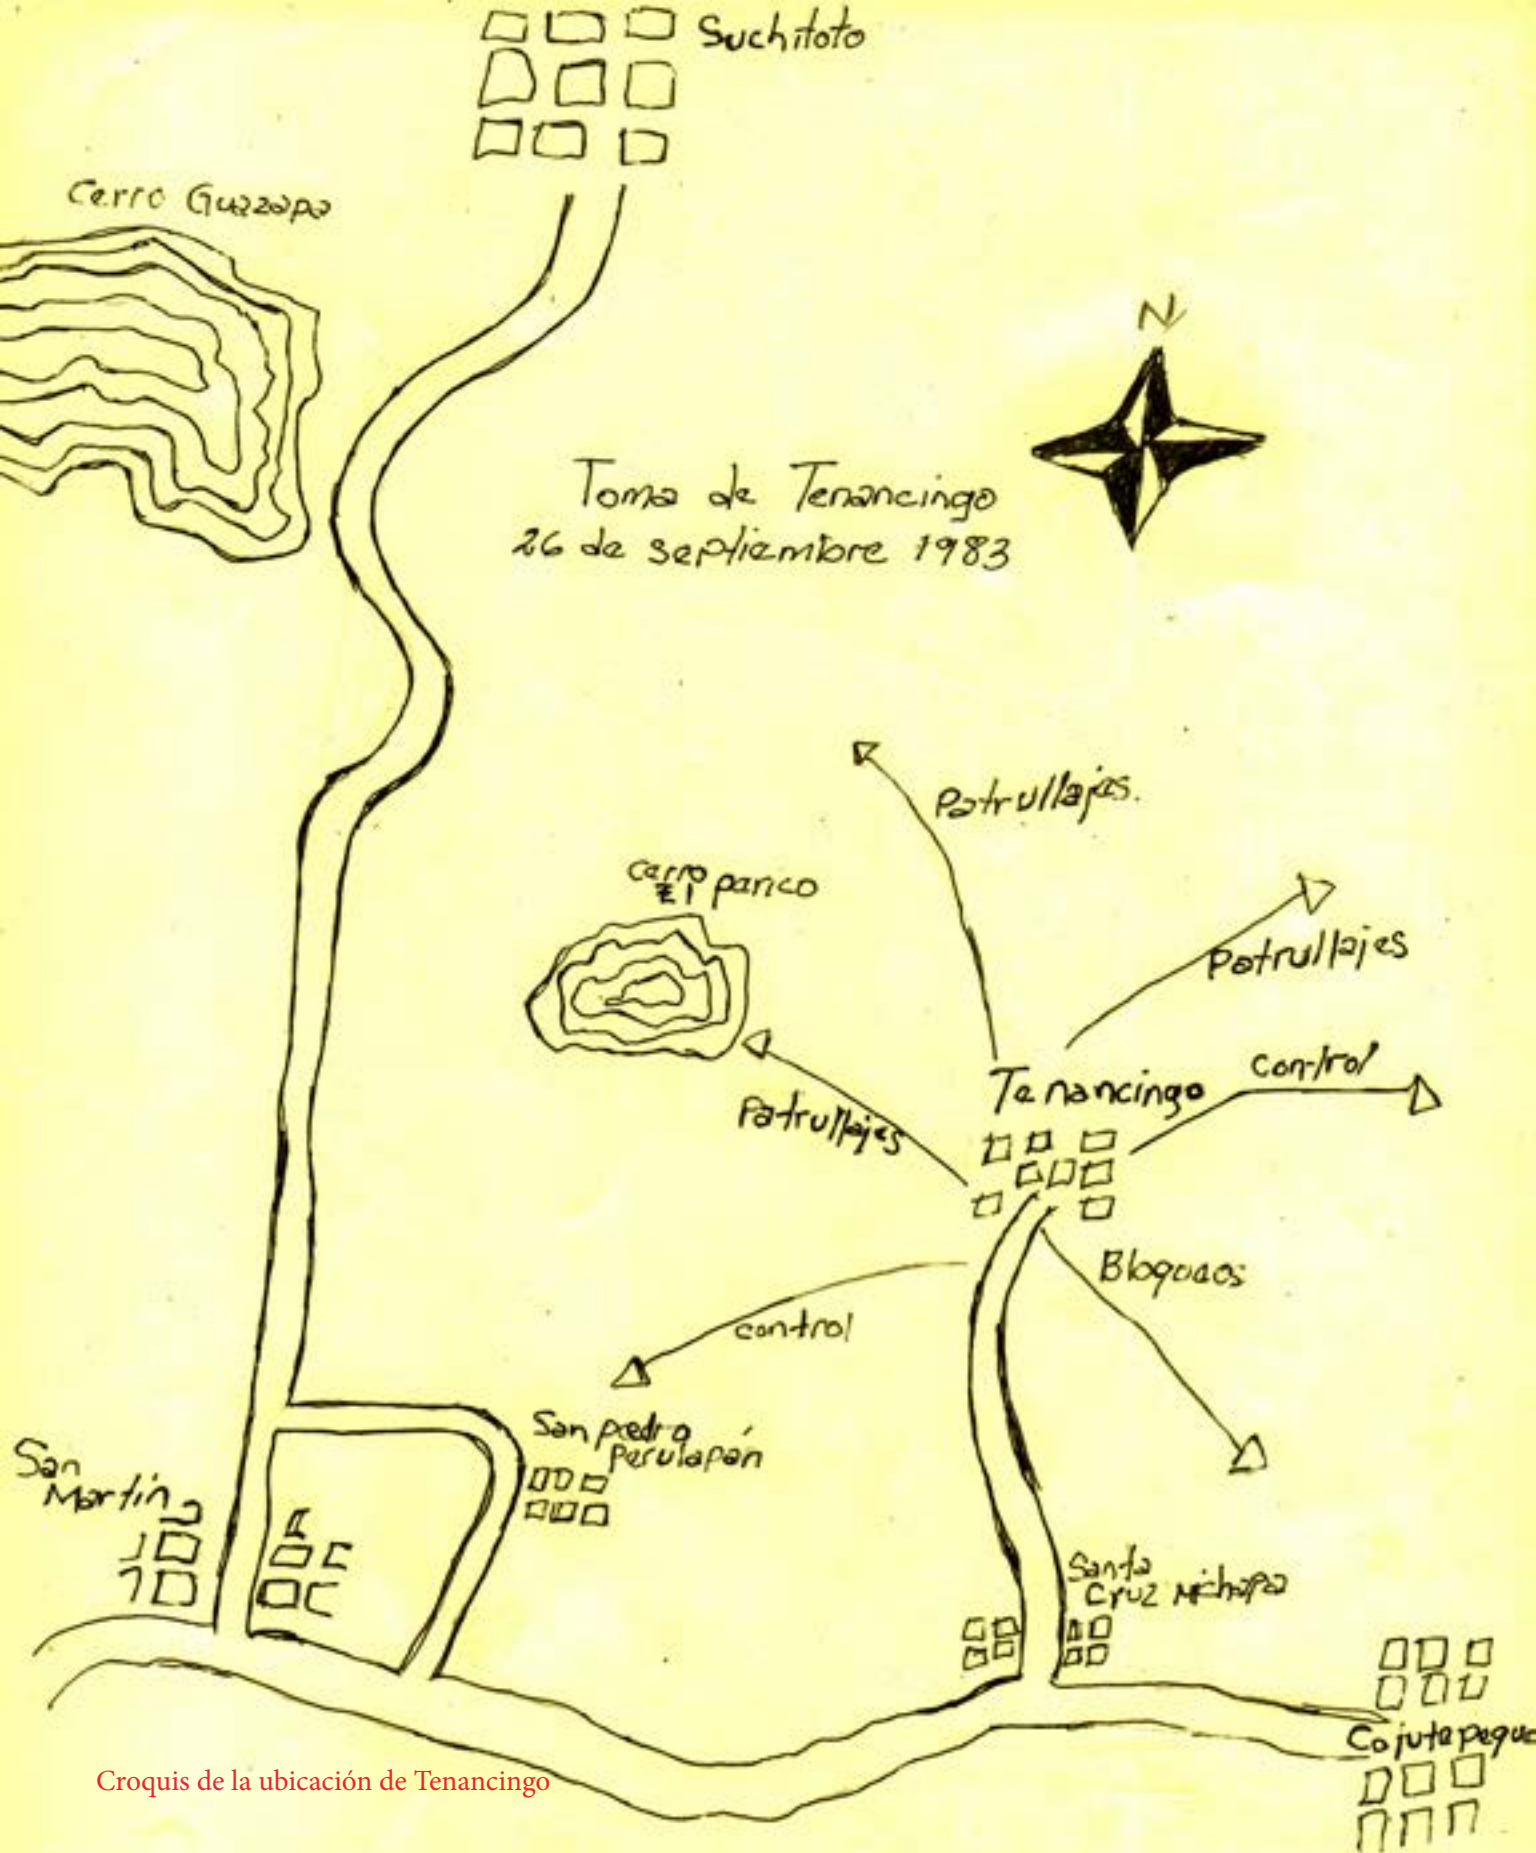 Suchitoto
Cerro Guazapa
N
Toma de Tenancingo
26 de septiembre 1983
Patrullajes.
cerro
El parico
Patrullajes
Tenancingo
control
Patrullajes
Bloqueos
control
San pedro
Perulapán
San
Martin
Santa
Cruz Michapa
Cojutepeque
Croquis de la ubicación de Tenancingo